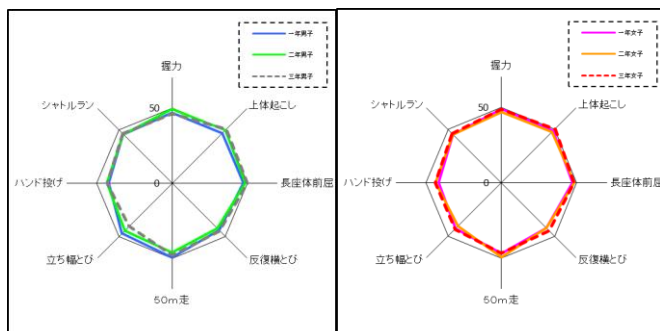 一年男子
二年男子
三年男子
握力
50
シャトルラン
上体起こし
ハンド投げ
0
長座体前屈
立ち幅とび
反復横とび
50m走
一年女子
二年女子
三年女子
握力
50
シャトルラン
上体起こし
ハンド投げ
0
長座体前屈
立ち幅とび
反復横とび
50m走